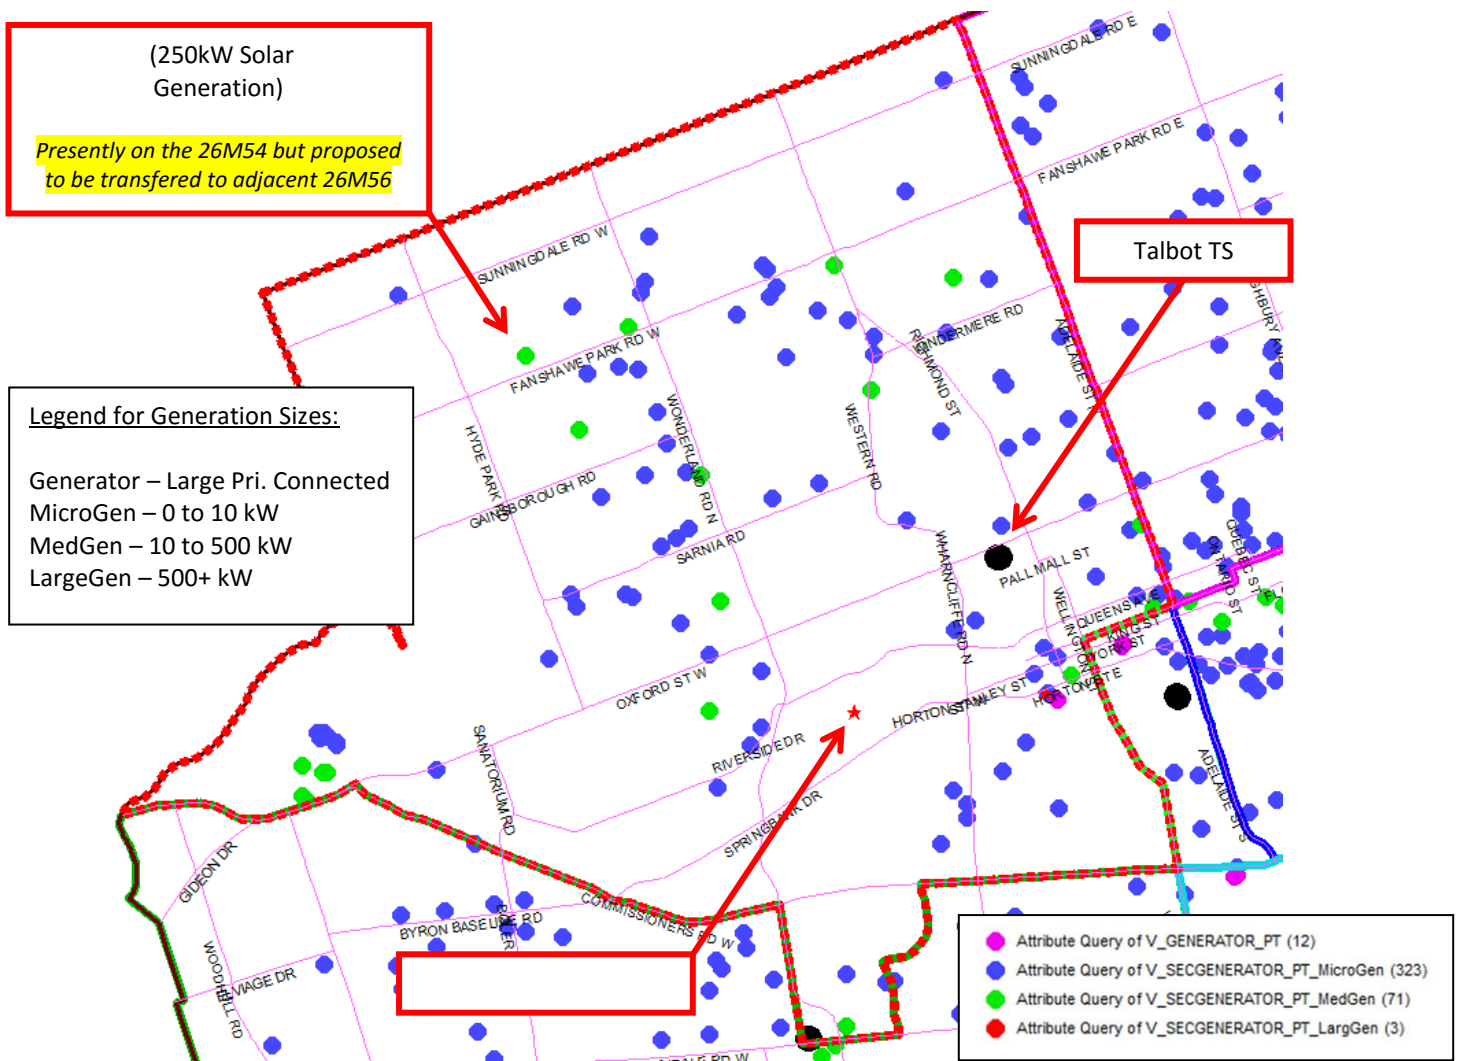 (250kW Solar
Generation)
Presently on the 26M54 but proposed
to be transfered to adjacent 26M56
Talbot TS
Legend for Generation Sizes:
Generator – Large Pri. Connected
MicroGen – 0 to 10 kW
MedGen – 10 to 500 kW
LargeGen – 500+ kW
SUNNINGDALE RD E
FANSHAWE PARK RD E
SUNNINGDALE RD W
FANSHAWE PARK RD W
WINDERMERE RD
RICHMOND ST
ADELAIDE ST N
WESTERN RD
WONDERLAND RD N
HYDE PARK RD
GAINSBOROUGH RD
SARNIA RD
WHARNCLIFFE RD N
PALL MALL ST
WELLINGTON
QUEENS AVE
KING ST
YORK ST
QUEBEC ST
ONTARIO ST
HORTON ST E
HORTON ST W
STANLEY ST
OXFORD ST W
RIVERSIDE DR
SPRINGBANK DR
SANATORIUM RD
ADELAIDE ST S
GIDEON DR
COMMISSIONERS RD W
BYRON BASELINE RD
WOODHULL RD
Attribute Query of V_GENERATOR_PT (12)
Attribute Query of V_SECGENERATOR_PT_MicroGen (323)
Attribute Query of V_SECGENERATOR_PT_MedGen (71)
Attribute Query of V_SECGENERATOR_PT_LargGen (3)